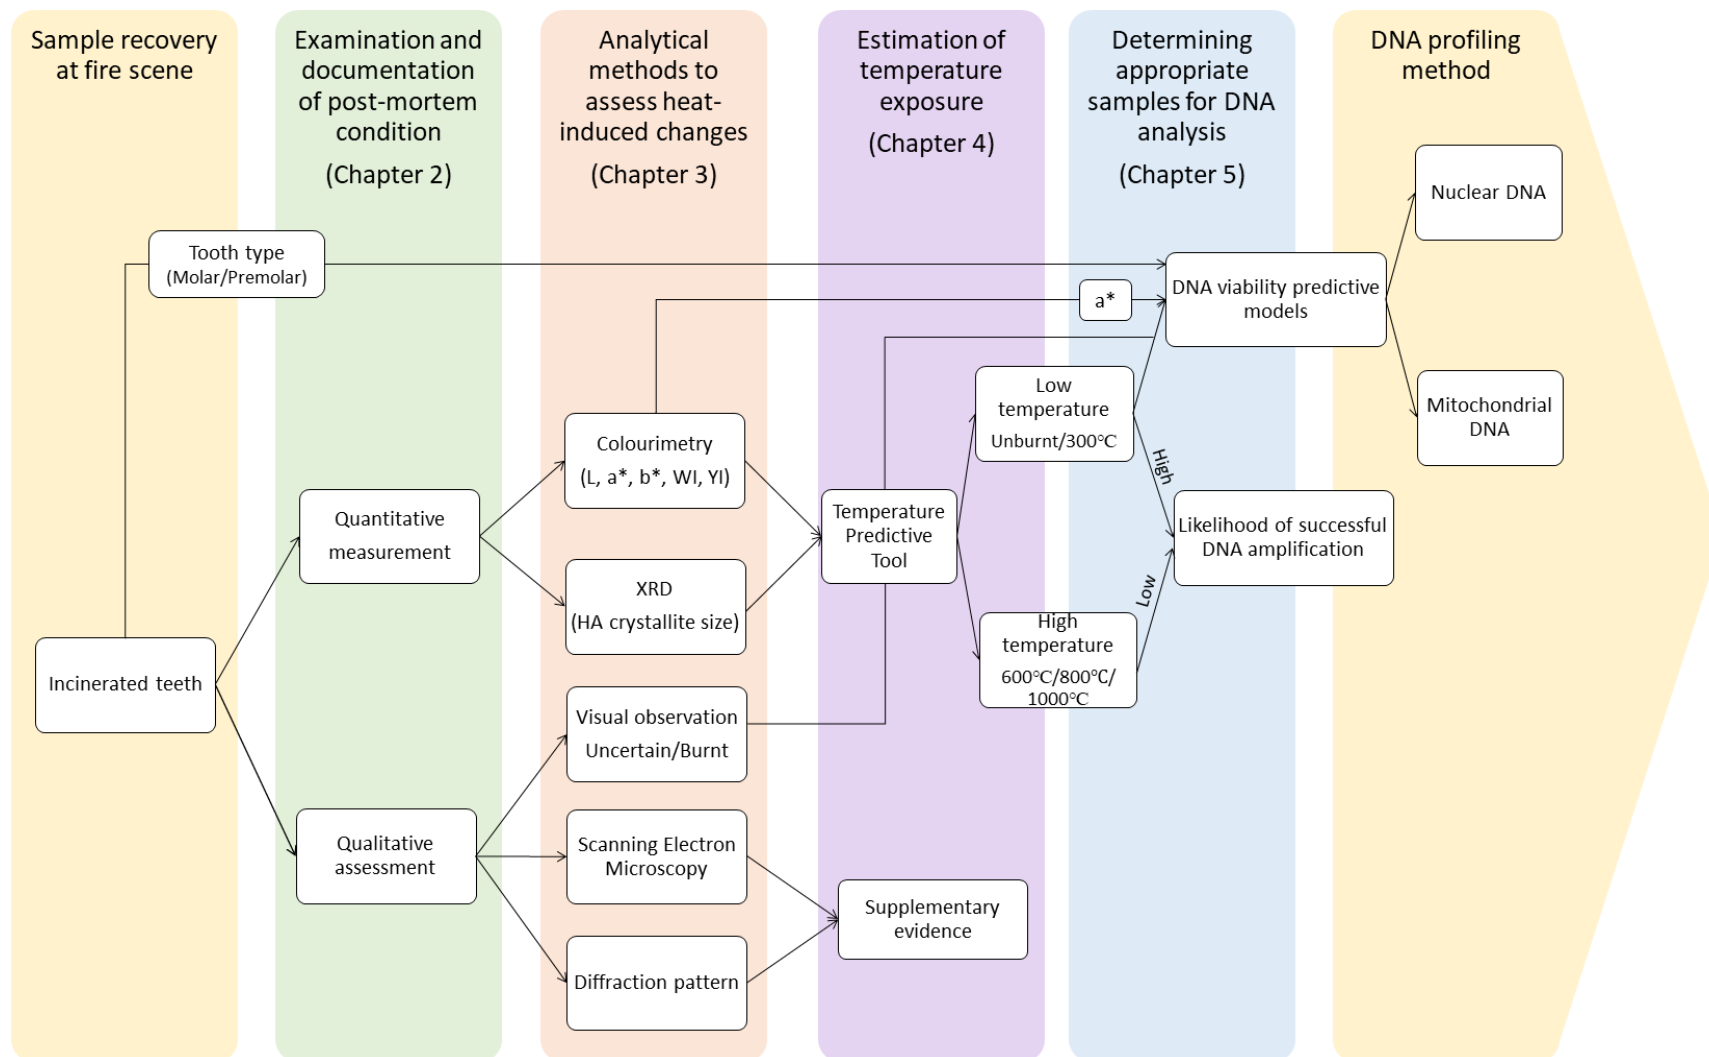 Sample recovery
at fire scene
Examination and
documentation
of post-mortem
condition
(Chapter 2)
Analytical
methods to
assess heat-
induced changes
(Chapter 3)
Estimation of
temperature
exposure
(Chapter 4)
Determining
appropriate
samples for DNA
analysis
(Chapter 5)
DNA profiling
method
Tooth type
(Molar/Premolar)
Incinerated teeth
Quantitative
measurement
Qualitative
assessment
Colourimetry
(L, a*, b*, WI, YI)
XRD
(HA crystallite size)
Visual observation
Uncertain/Burnt
Scanning Electron
Microscopy
Diffraction pattern
Temperature
Predictive
Tool
Supplementary
evidence
Low
temperature
Unburnt/300°C
High
temperature
600°C/800°C/
1000°C
a*
High
Low
DNA viability predictive
models
Likelihood of successful
DNA amplification
Nuclear DNA
Mitochondrial
DNA